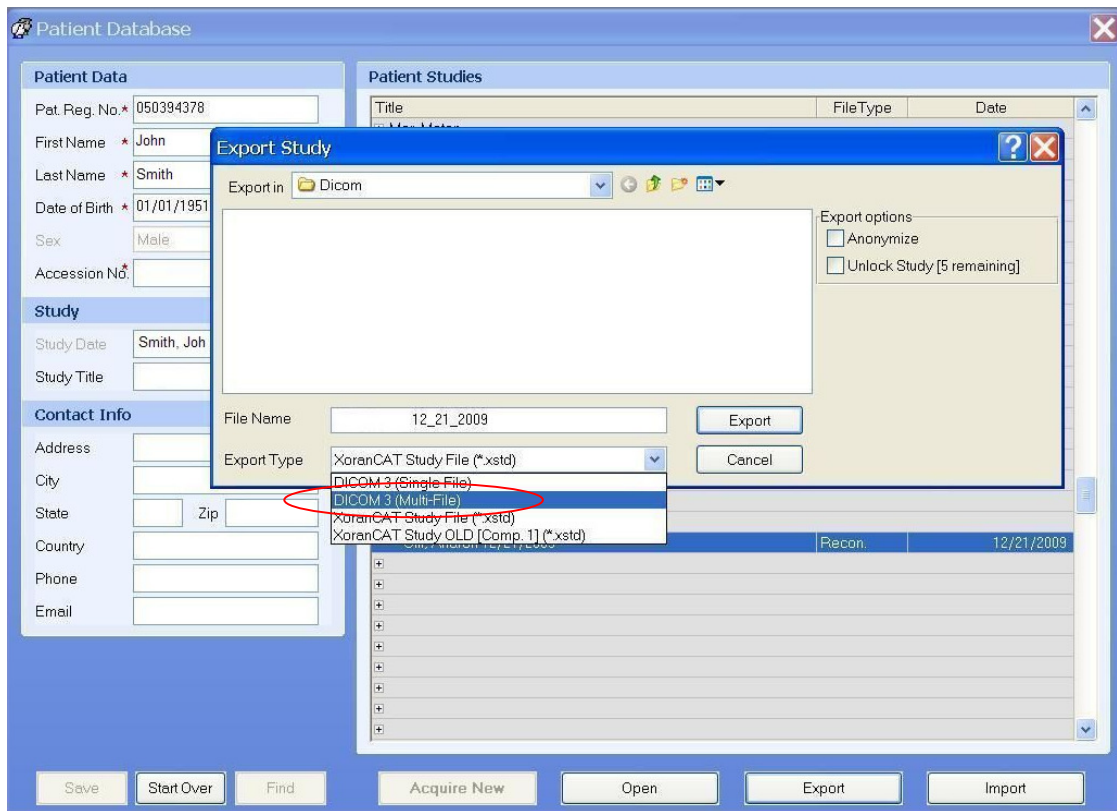 Patient Database
Patient Data
Pat. Reg. No.* 050394378
First Name * John
Last Name * Smith
Date of Birth * 01/01/1951
Sex Male
Accession No.*
Study
Study Date Smith, Joh
Study Title
Contact Info
Address
City
State Zip
Country
Phone
Email
Patient Studies
Title FileType Date
Export Study
Export in Dicom
Export options
Anonymize
Unlock Study [5 remaining]
File Name 12_21_2009
Export
Export Type XoranCAT Study File (*.xstd)
Cancel
DICOM 3 (Single File)
DICOM 3 (Multi-File)
XoranCAT Study File (*.xstd)
XoranCAT Study OLD [Comp. 1] (*.xstd)
Recon. 12/21/2009
Save Start Over Find Acquire New Open Export Import